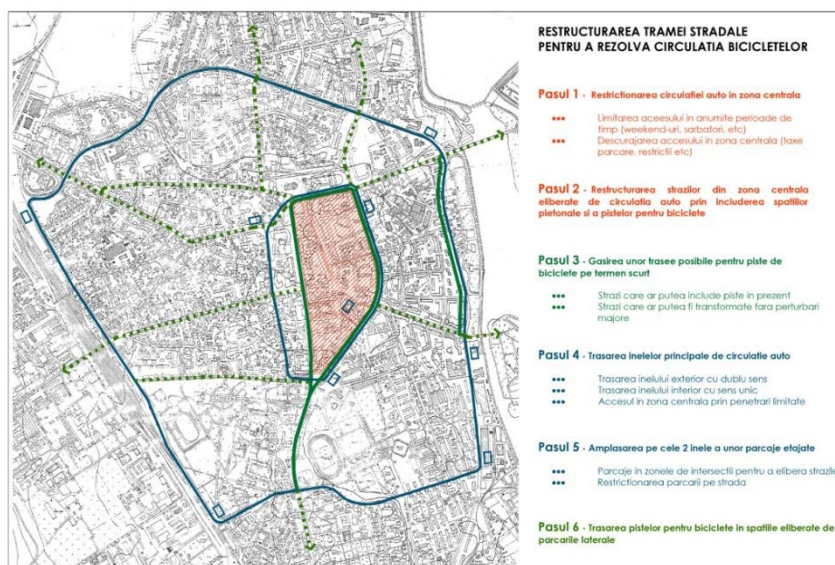 RESTRUCTURAREA TRAMEI STRADALE
PENTRU A REZOLVA CIRCULATIA BICICLETELOR
Pasul 1 - Restrictionarea circulatiei auto in zona centrala
••• Limitarea aceesului in anumite perioade de
timp (weekend-uri, sarbatori, etc)
••• Descurajarea accesului in zona centrala (taxe
parcare, restrictii etc)
Pasul 2 - Restructurarea strazilor din zona centrala
eliberate de circulatia auto prin includerea spatiilor
pietonale si a pistelor pentru biciclete
Pasul 3 - Gasirea unor trasee posibile pentru piste de
biciclete pe termen scurt
••• Strazi care ar putea include piste in prezent
••• Strazi care ar putea fi transformate fara perturbari
majore
Pasul 4 - Trasarea inelelor principale de circulatie auto
••• Trasarea inelului exterior cu dublu sens
••• Trasarea inelului interior cu sens unic
••• Accesul in zona centrala prin penetrari limitate
Pasul 5 - Amplasarea pe cele 2 inele a unor parcaje etajate
••• Parcaje in zonele de intersectii pentru a elibera strazile
••• Restrictionarea parcarii pe strada
Pasul 6 - Trasarea pistelor pentru biciclete in spatiile eliberate de
parcarile laterale